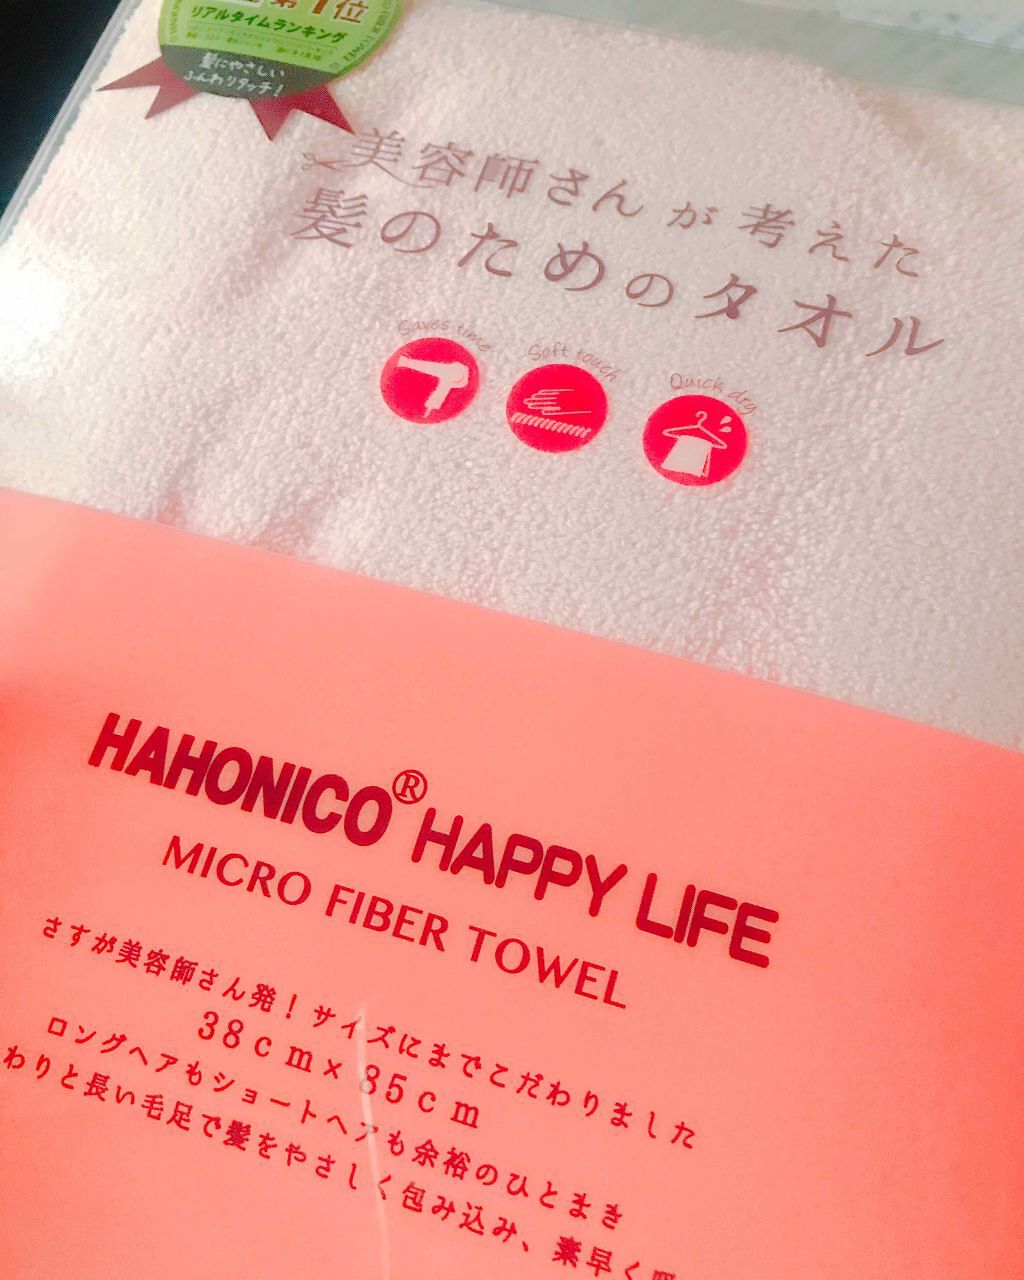 第1位
リアルタイムランキング
髪にやさしい
ふんわりタッチ!
美容師さんが考えた
髪のためのタオル
Saves time
Soft touch
Quick dry
HAHONICO® HAPPY LIFE
MICRO FIBER TOWEL
さすが美容師さん発!サイズにまでこだわりました
38cm×85cm
ロングヘアもショートヘアも余裕のひとまき
わりと長い毛足で髪をやさしく包み込み、素早く